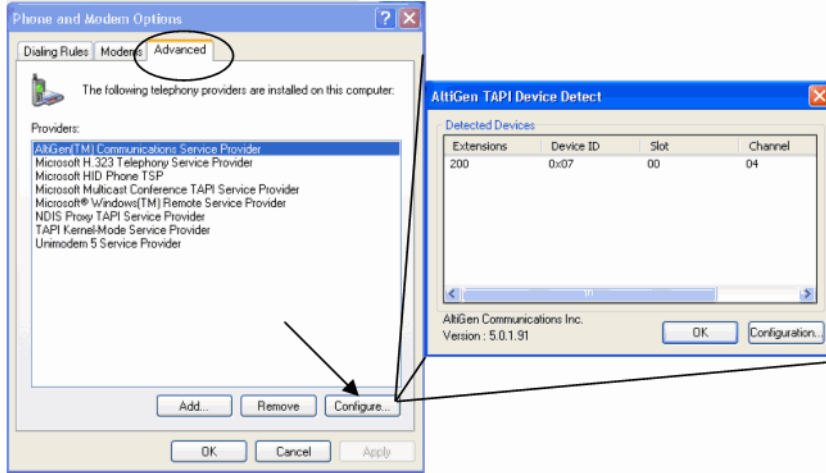 Phone and Modem Options
Dialing Rules Modems Advanced
The following telephony providers are installed on this computer:
Providers:
AltiGen(TM) Communications Service Provider
Microsoft H.323 Telephony Service Provider
Microsoft HID Phone TSP
Microsoft Multicast Conference TAPI Service Provider
Microsoft® Windows(TM) Remote Service Provider
NDIS Proxy TAPI Service Provider
TAPI Kernel-Mode Service Provider
Unimodem 5 Service Provider
Add... Remove Configure...
OK Cancel Apply
AltiGen TAPI Device Detect
Detected Devices
Extensions Device ID Slot Channel
200 0x07 00 04
AltiGen Communications Inc.
Version : 5.0.1.91
OK Configuration...